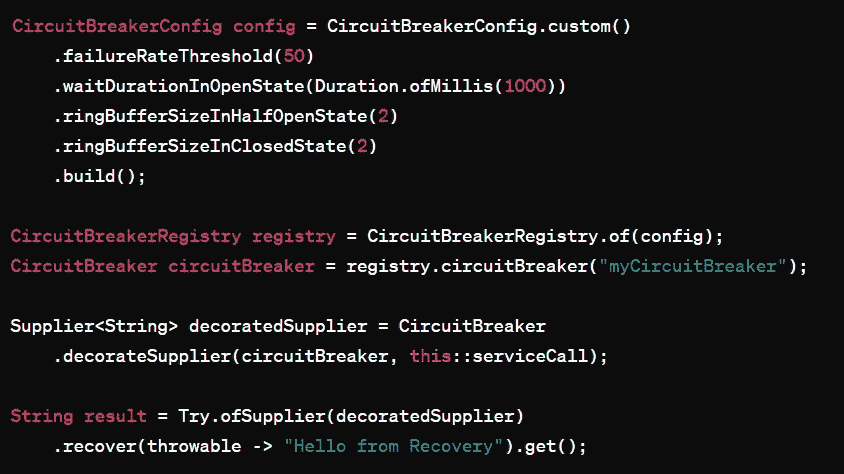 CircuitBreakerConfig config = CircuitBreakerConfig.custom()
    .failureRateThreshold(50)
    .waitDurationInOpenState(Duration.ofMillis(1000))
    .ringBufferSizeInHalfOpenState(2)
    .ringBufferSizeInClosedState(2)
    .build();

CircuitBreakerRegistry registry = CircuitBreakerRegistry.of(config);
CircuitBreaker circuitBreaker = registry.circuitBreaker("myCircuitBreaker");

Supplier<String> decoratedSupplier = CircuitBreaker
    .decorateSupplier(circuitBreaker, this::serviceCall);

String result = Try.ofSupplier(decoratedSupplier)
    .recover(throwable -> "Hello from Recovery").get();